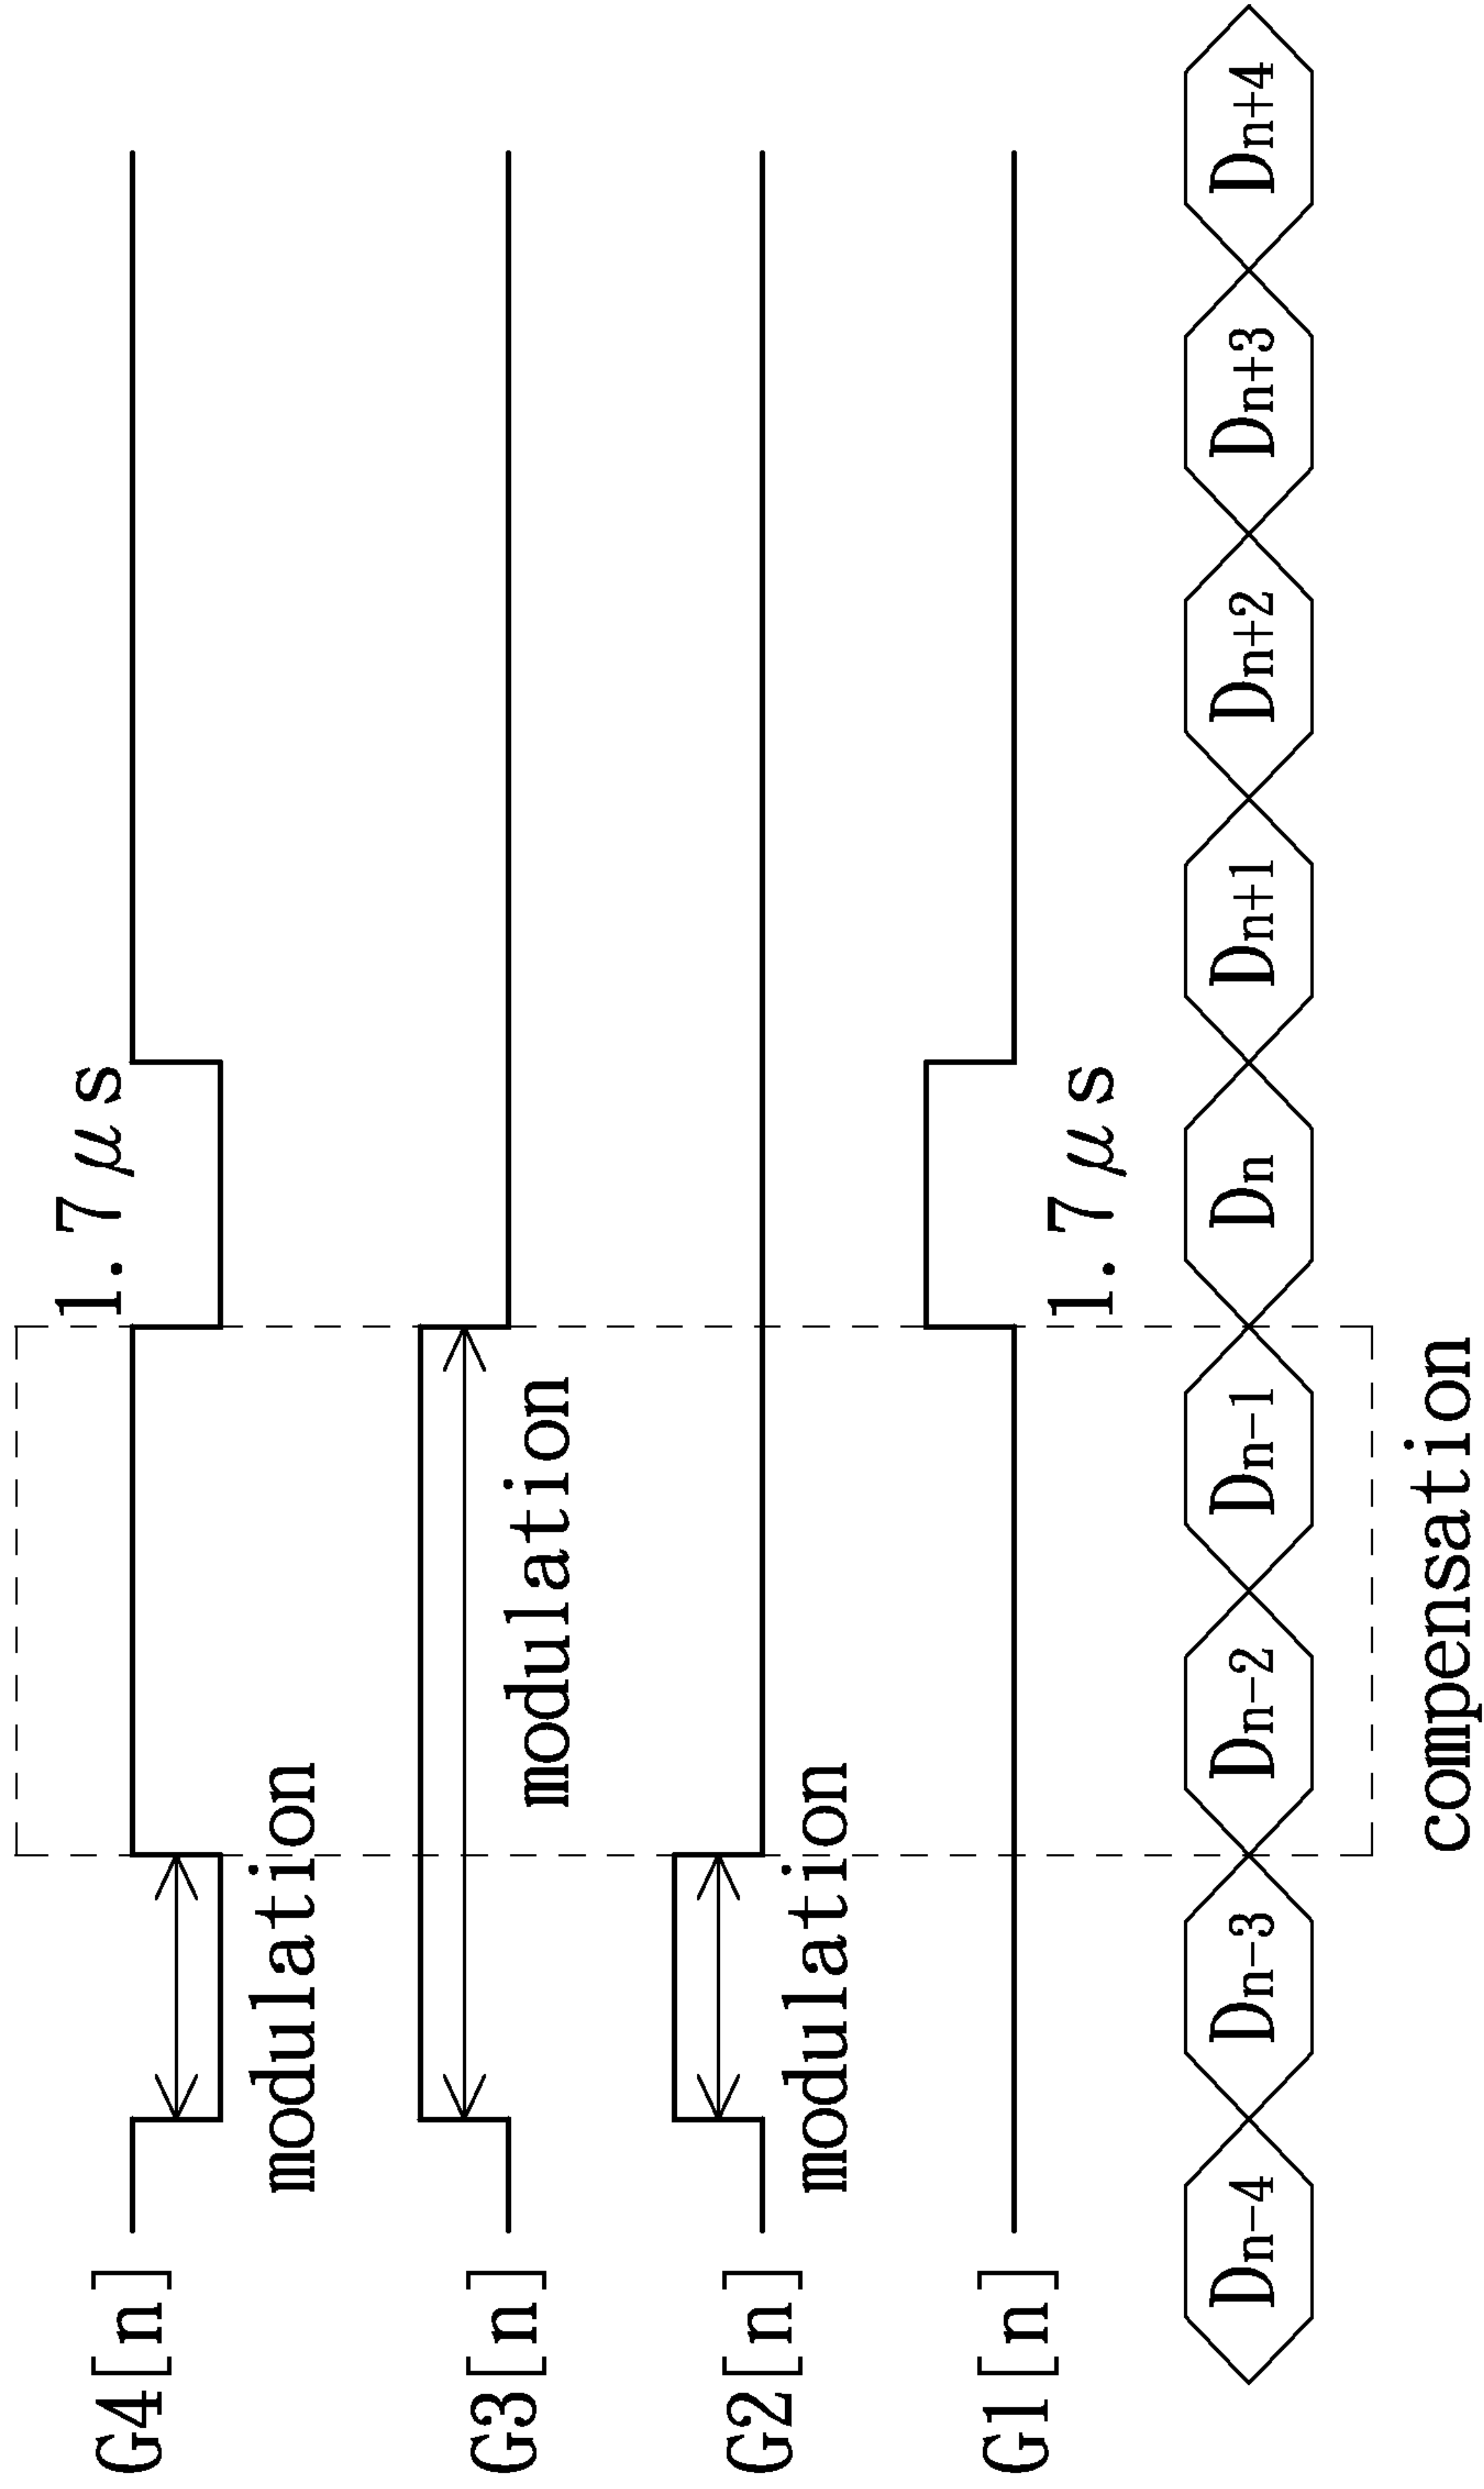 G4[n]
1.7μs
modulation
G3[n]
modulation
G2[n]
modulation
G1[n]
1.7μs
Dn-4 Dn-3 Dn-2 Dn-1 Dn Dn+1 Dn+2 Dn+3 Dn+4
compensation